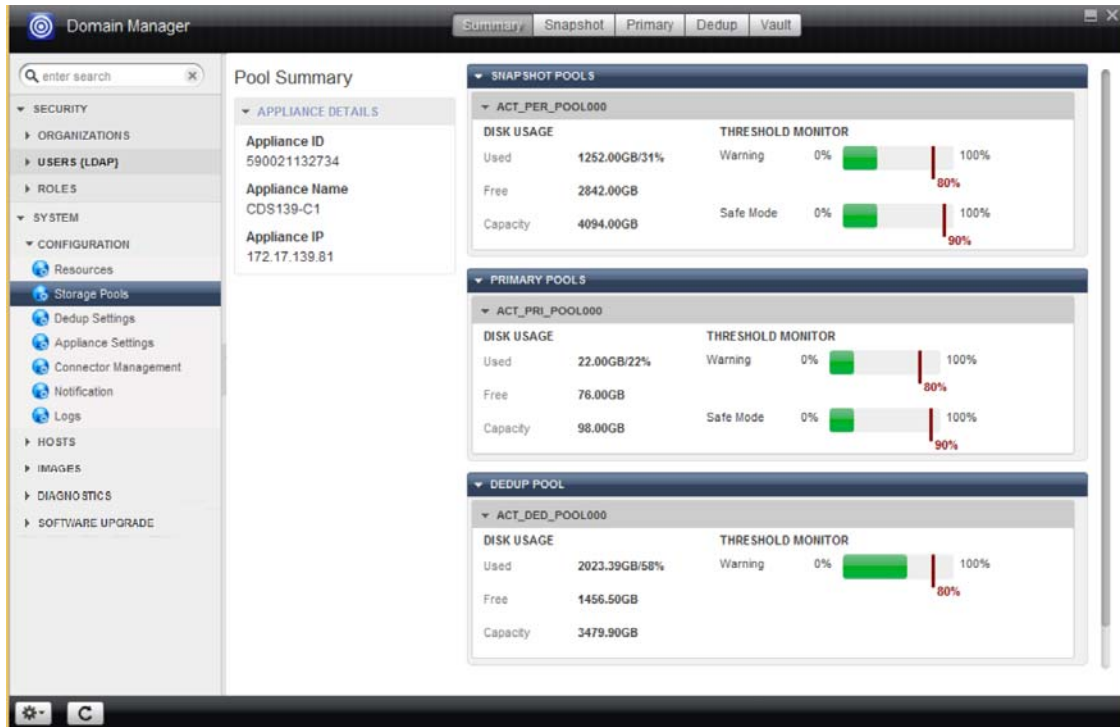 Domain Manager
Summary Snapshot Primary Dedup Vault
enter search
SECURITY
ORGANIZATIONS
USERS (LDAP)
ROLES
SYSTEM
CONFIGURATION
Resources
Storage Pools
Dedup Settings
Appliance Settings
Connector Management
Notification
Logs
HOSTS
IMAGES
DIAGNOSTICS
SOFTWARE UPGRADE
Pool Summary
APPLIANCE DETAILS
Appliance ID
590021132734
Appliance Name
CDS139-C1
Appliance IP
172.17.139.81
SNAPSHOT POOLS
ACT_PER_POOL000
DISK USAGE THRESHOLD MONITOR
Used 1252.00GB/31% Warning 0% 100%
80%
Free 2842.00GB
Capacity 4094.00GB Safe Mode 0% 100%
90%
PRIMARY POOLS
ACT_PRI_POOL000
DISK USAGE THRESHOLD MONITOR
Used 22.00GB/22% Warning 0% 100%
80%
Free 76.00GB
Capacity 98.00GB Safe Mode 0% 100%
90%
DEDUP POOL
ACT_DED_POOL000
DISK USAGE THRESHOLD MONITOR
Used 2023.39GB/58% Warning 0% 100%
80%
Free 1456.50GB
Capacity 3479.90GB